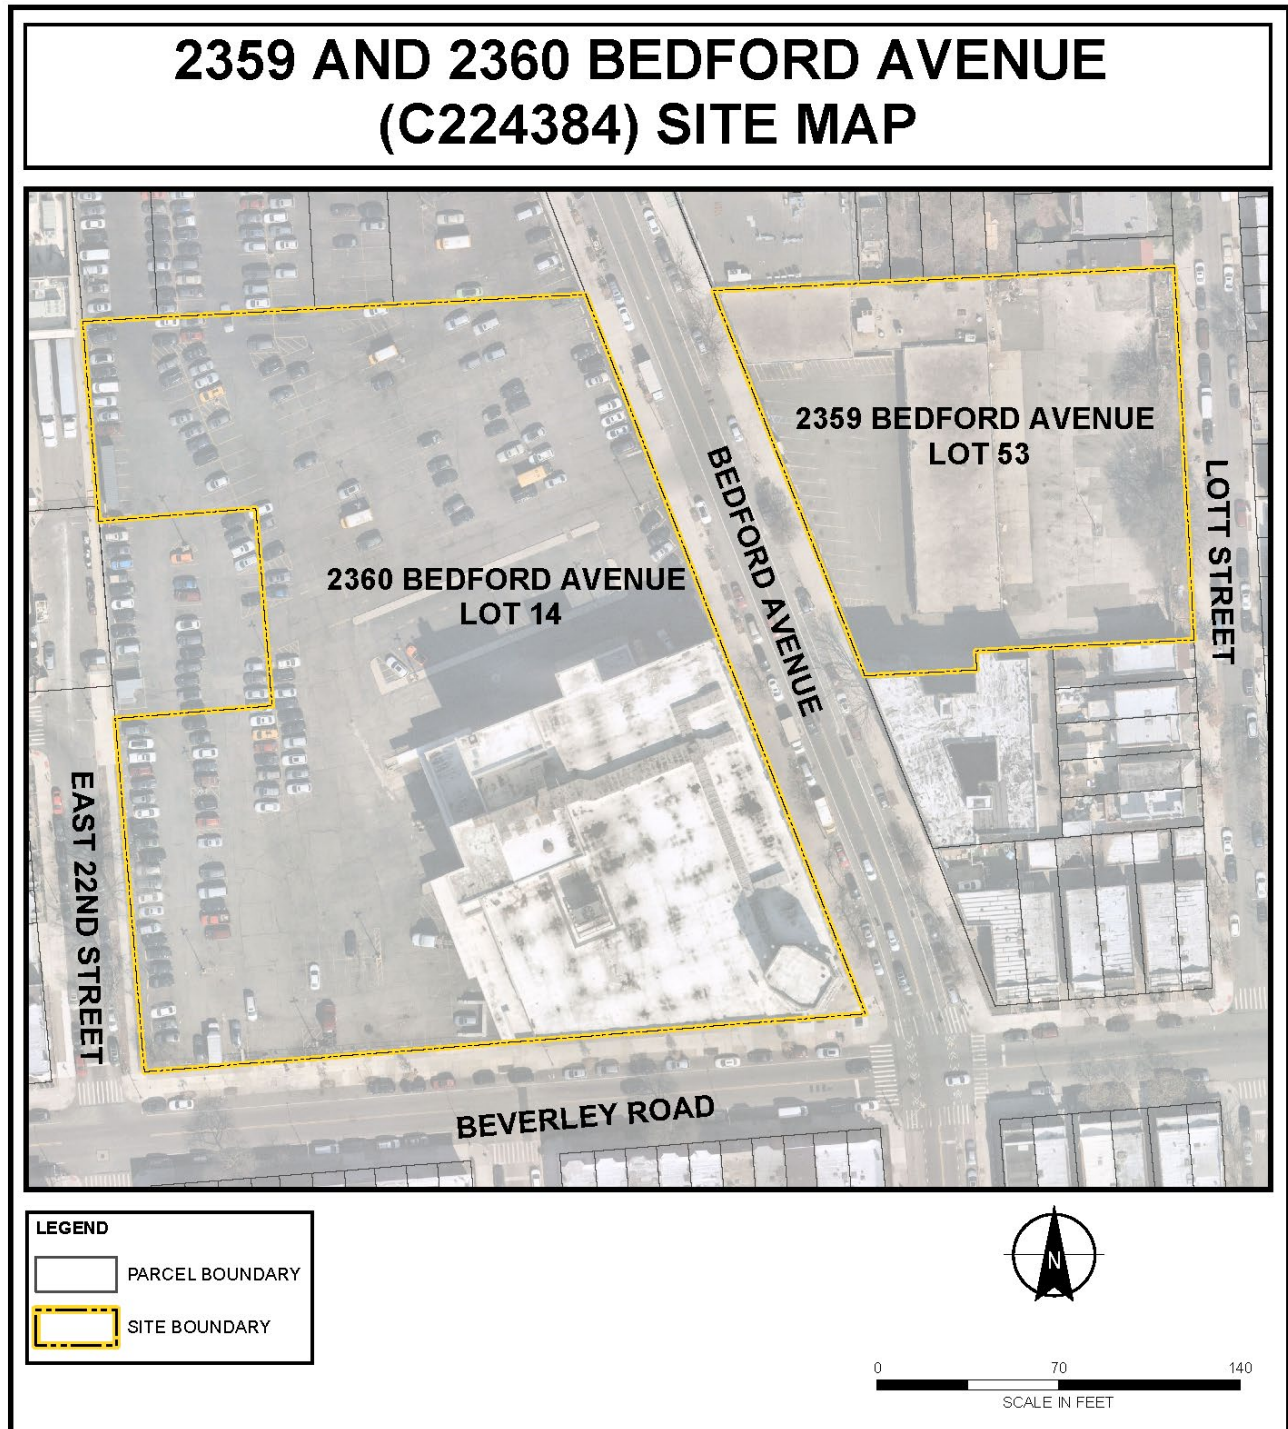 2359 AND 2360 BEDFORD AVENUE
(C224384) SITE MAP
2359 BEDFORD AVENUE
LOT 53
BEDFORD AVENUE
LOTT STREET
2360 BEDFORD AVENUE
LOT 14
EAST 22ND STREET
BEVERLEY ROAD
LEGEND
PARCEL BOUNDARY
SITE BOUNDARY
N
0 70 140
SCALE IN FEET